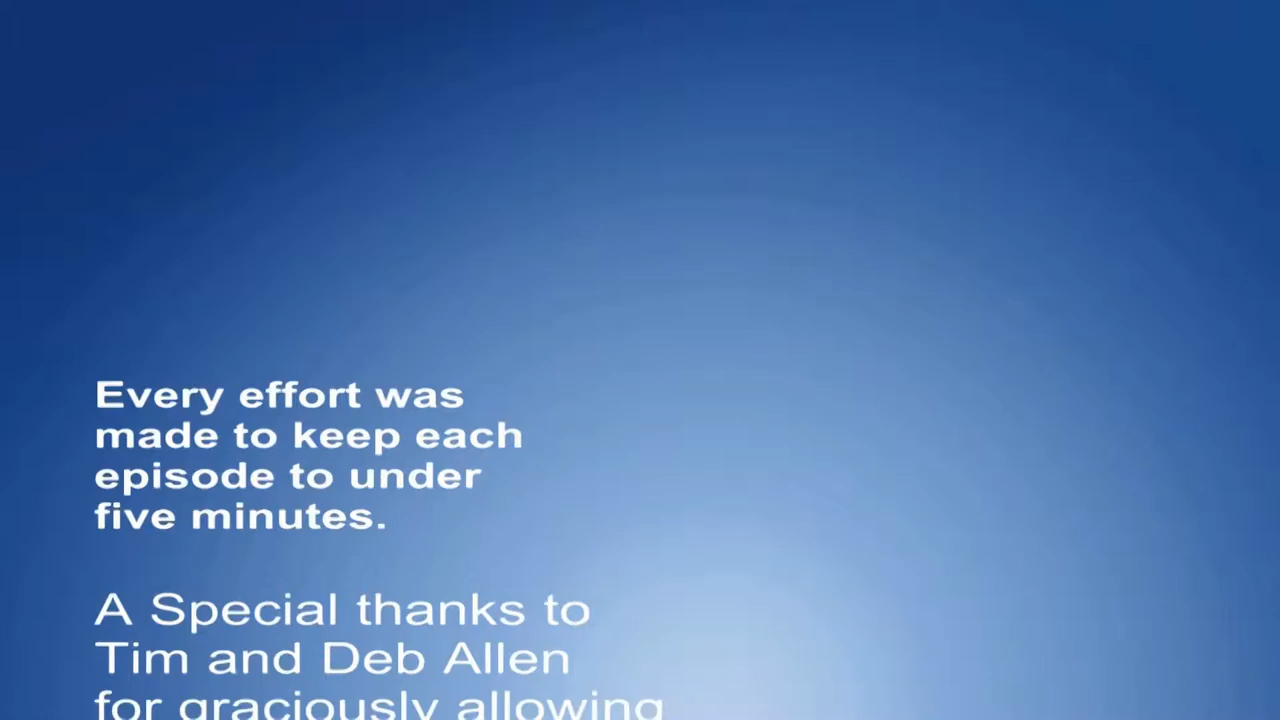 Every effort was
made to keep each
episode to under
five minutes.
A Special thanks to
Tim and Deb Allen
for graciously allowing